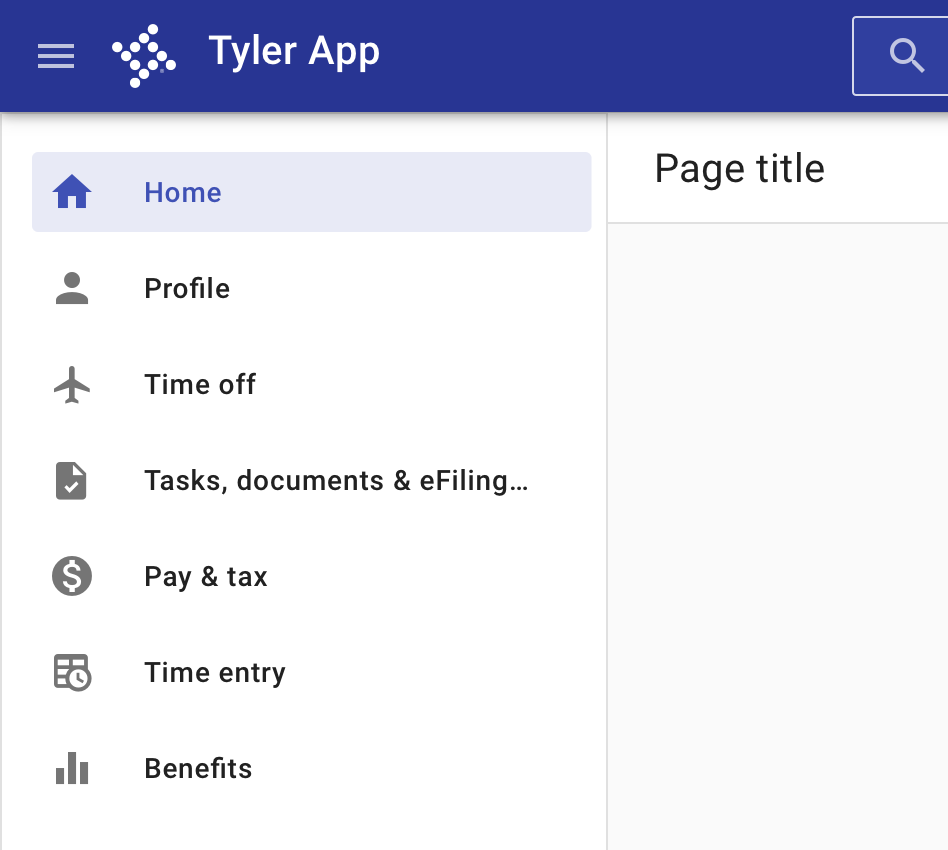 Tyler App
Page title
Home
Profile
Time off
Tasks, documents & eFiling…
Pay & tax
Time entry
Benefits